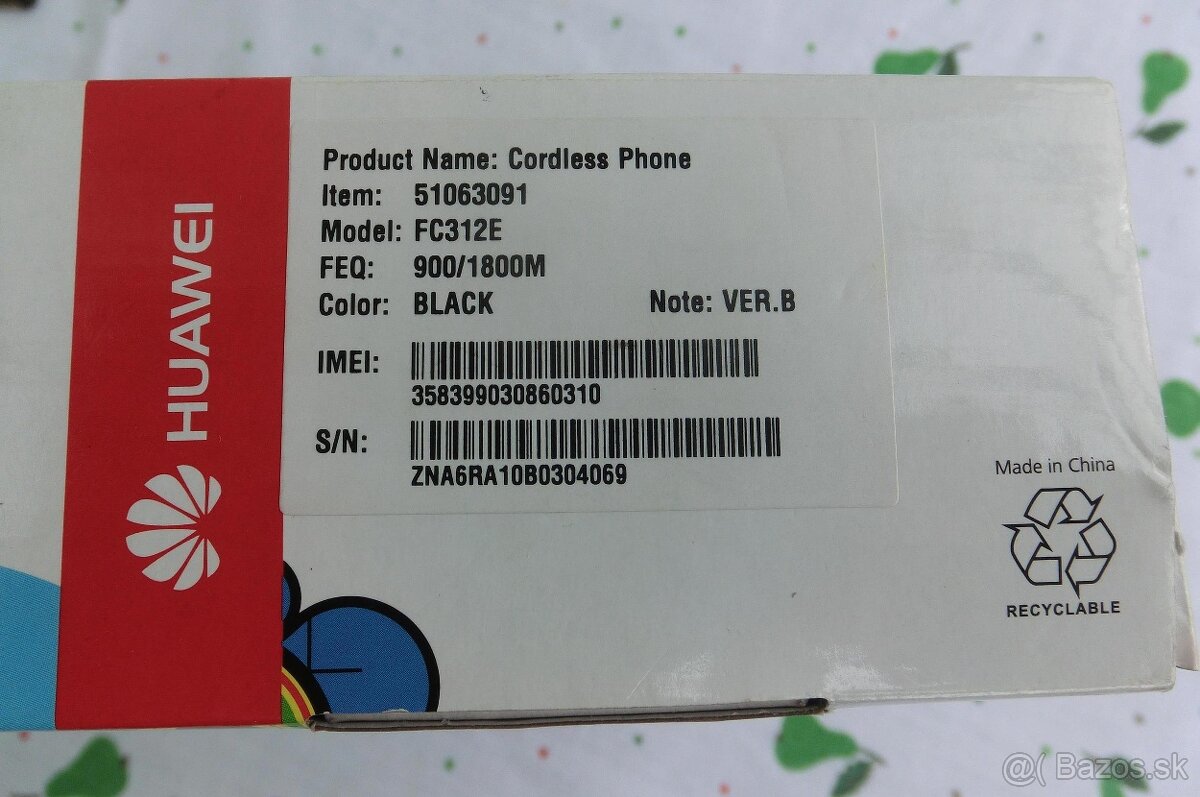 HUAWEI
Product Name: Cordless Phone
Item: 51063091
Model: FC312E
FEQ: 900/1800M
Color: BLACK Note: VER.B
IMEI:
358399030860310
S/N:
ZNA6RA10B0304069
Made in China
RECYCLABLE
@( Bazos.sk